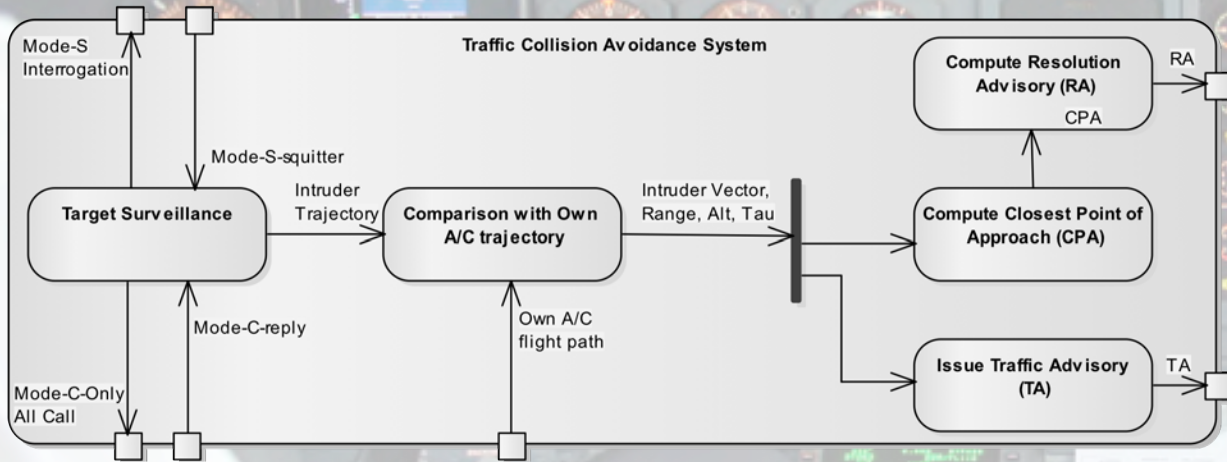 Traffic Collision Avoidance System
Mode-S
Interrogation
Mode-S-squitter
Target Surveillance
Intruder
Trajectory
Comparison with Own
A/C trajectory
Intruder Vector,
Range, Alt, Tau
Compute Resolution
Advisory (RA)
RA
CPA
Compute Closest Point of
Approach (CPA)
Mode-C-reply
Own A/C
flight path
Mode-C-Only
All Call
Issue Traffic Advisory
(TA)
TA